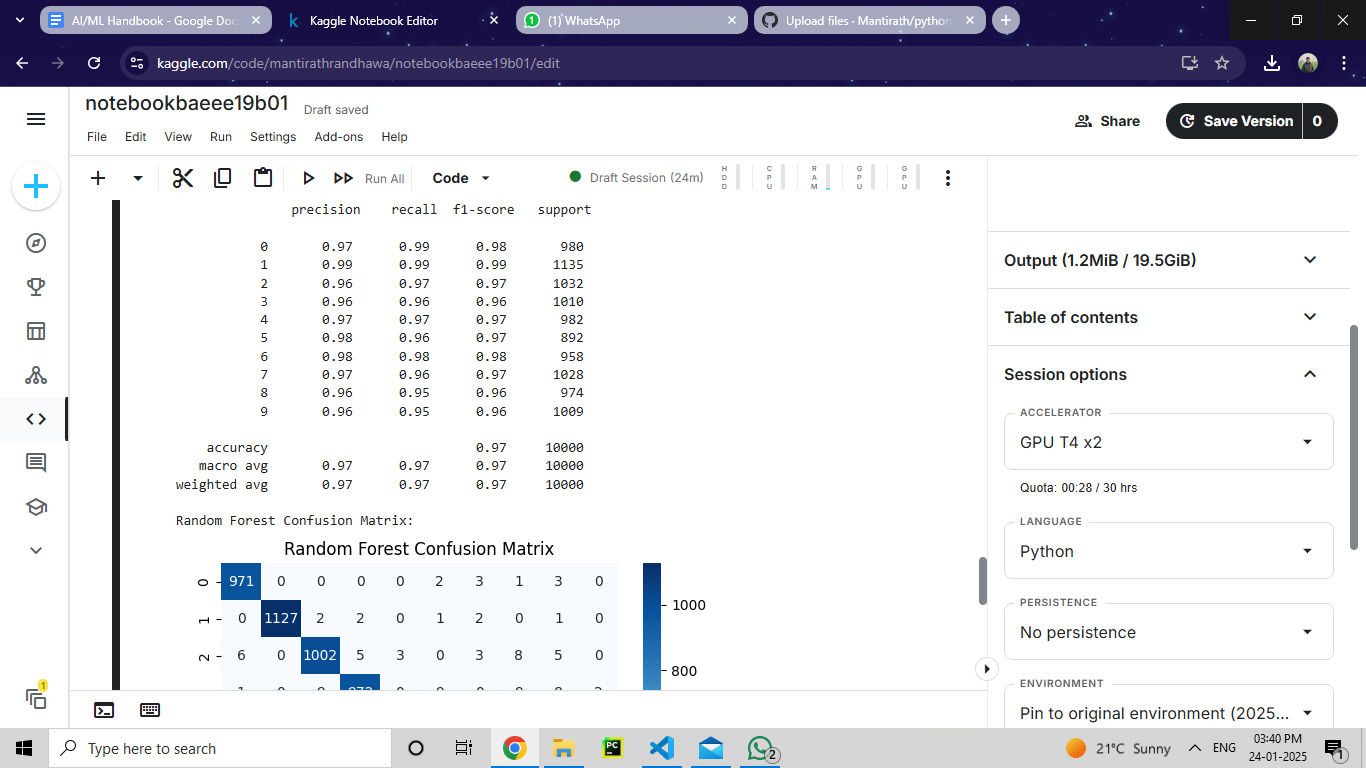 AI/ML Handbook - Google Doc
Kaggle Notebook Editor
(1) WhatsApp
Upload files · Mantirath/python
kaggle.com/code/mantirathrandhawa/notebookbaeee19b01/edit
notebookbaeee19b01 Draft saved
File Edit View Run Settings Add-ons Help
Share
Save Version 0
Run All Code
Draft Session (24m)
HDD CPU RAM GPU GPU
precision recall f1-score support
0 0.97 0.99 0.98 980
1 0.99 0.99 0.99 1135
2 0.96 0.97 0.97 1032
3 0.96 0.96 0.96 1010
4 0.97 0.97 0.97 982
5 0.98 0.96 0.97 892
6 0.98 0.98 0.98 958
7 0.97 0.96 0.97 1028
8 0.96 0.95 0.96 974
9 0.96 0.95 0.96 1009
accuracy 0.97 10000
macro avg 0.97 0.97 0.97 10000
weighted avg 0.97 0.97 0.97 10000
Random Forest Confusion Matrix:
Random Forest Confusion Matrix
0 971 0 0 0 0 2 3 1 3 0
1 0 1127 2 2 0 1 2 0 1 0
2 6 0 1002 5 3 0 3 8 5 0
1000
800
Output (1.2MiB / 19.5GiB)
Table of contents
Session options
ACCELERATOR
GPU T4 x2
Quota: 00:28 / 30 hrs
LANGUAGE
Python
PERSISTENCE
No persistence
ENVIRONMENT
Pin to original environment (2025...
1
Type here to search
PC
2
21°C Sunny
ENG
03:40 PM
24-01-2025
1